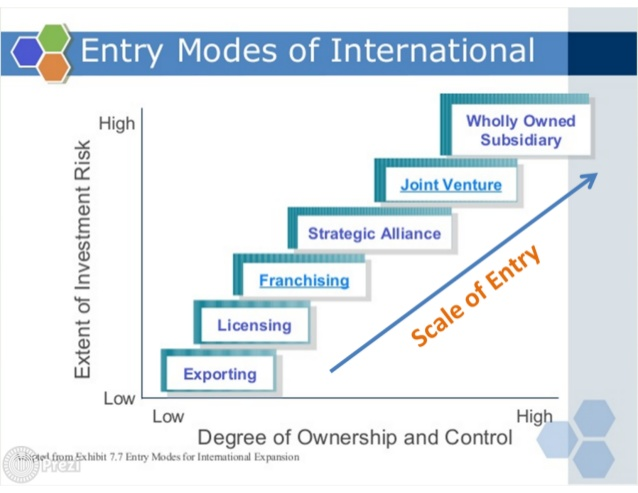 Entry Modes of International
High
Extent of Investment Risk
Low
Wholly Owned
Subsidiary
Joint Venture
Strategic Alliance
Franchising
Licensing
Exporting
Scale of Entry
Low
High
Degree of Ownership and Control
Adapted from Exhibit 7.7 Entry Modes for International Expansion
Prezi